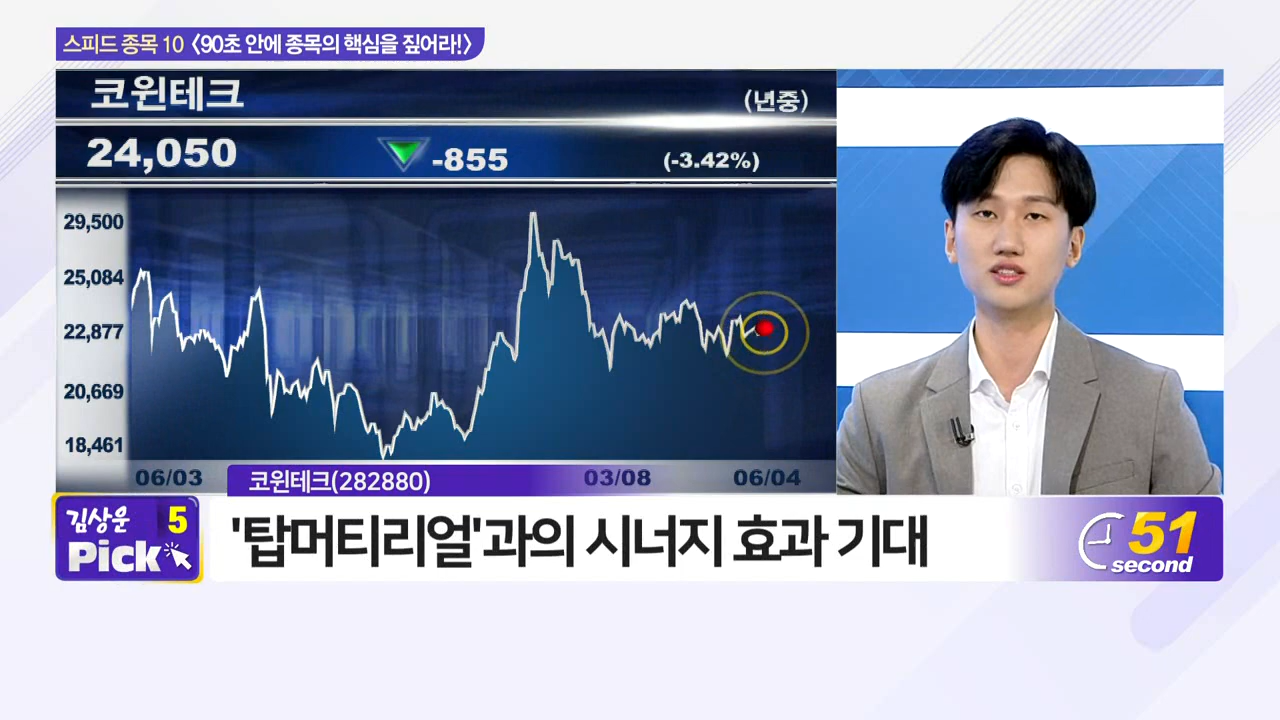 스피드 종목 10 〈90초 안에 종목의 핵심을 짚어라!〉
코윈테크 (년중)
24,050 -855 (-3.42%)
29,500
25,084
22,877
20,669
18,461
06/03 03/08 06/04
코윈테크(282880)
김상운 5
Pick
'탑머티리얼'과의 시너지 효과 기대
51
second